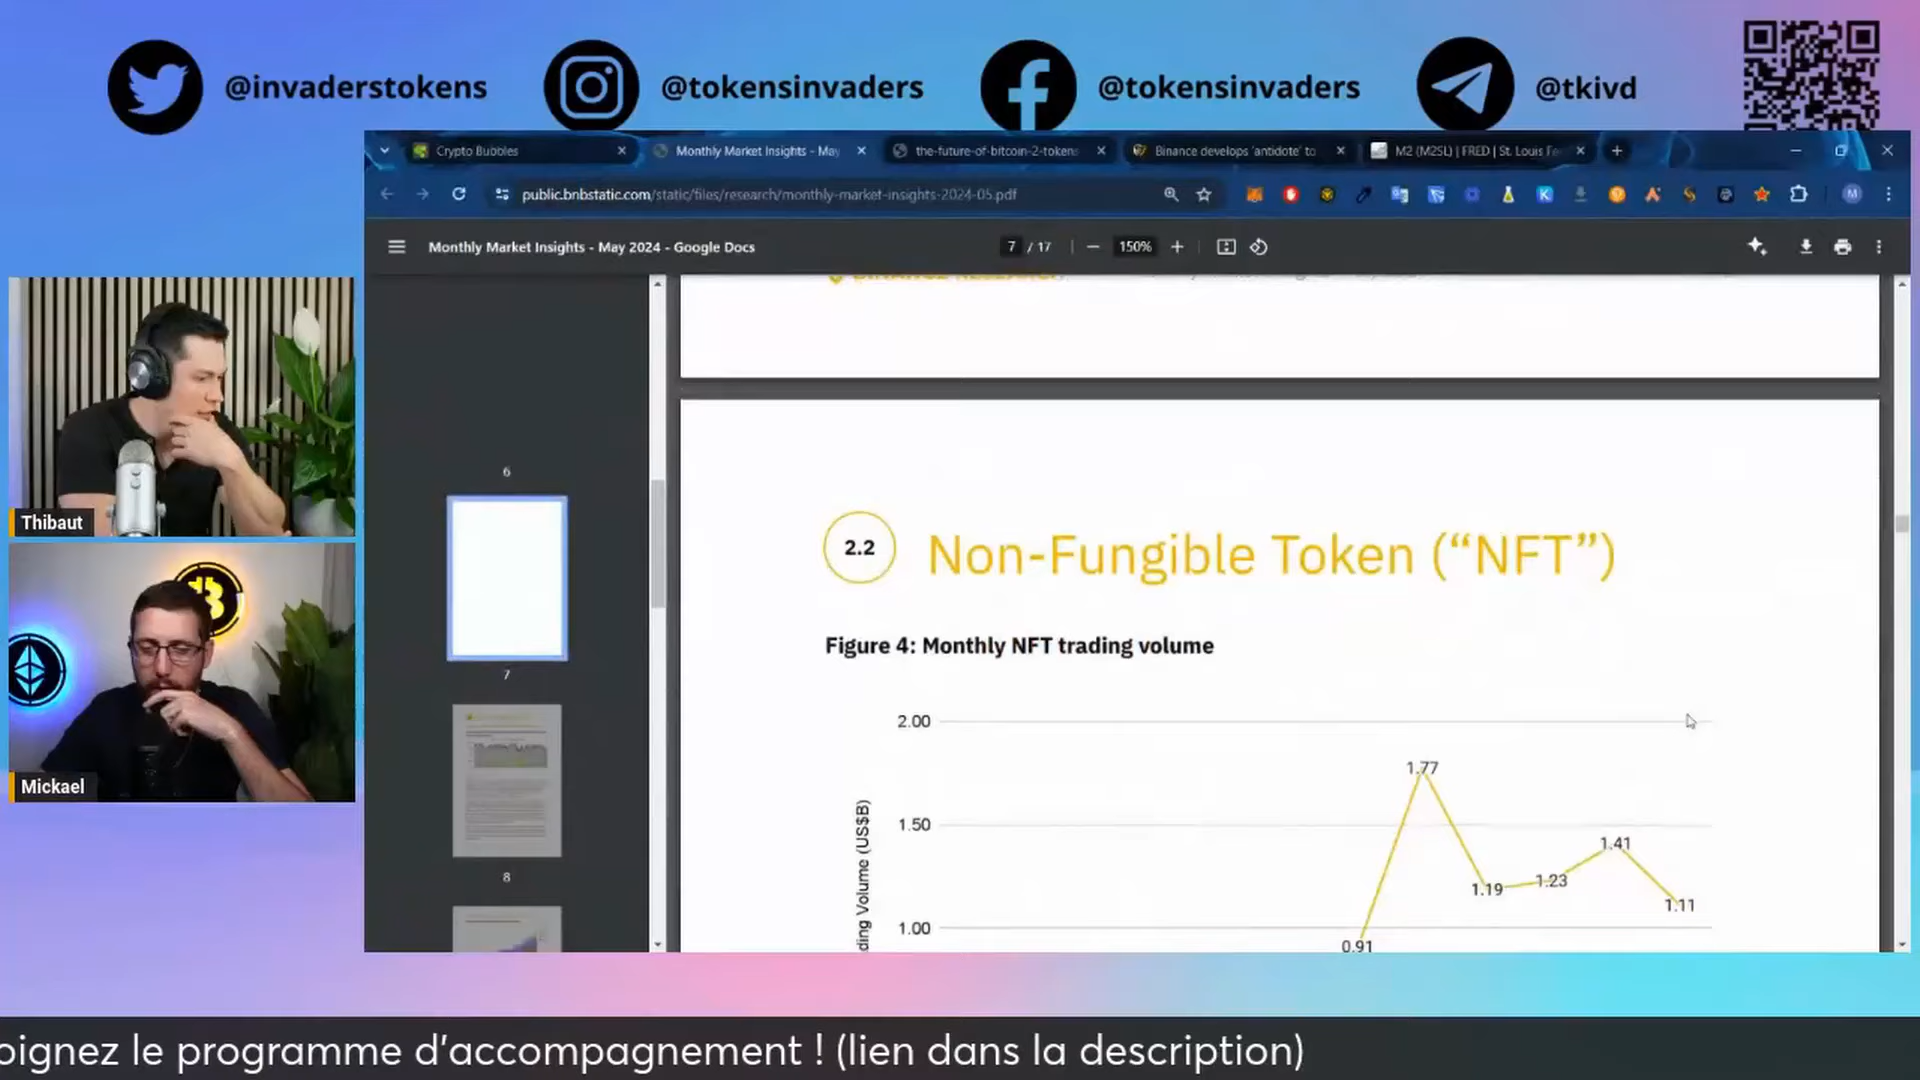 @invaderstokens
@tokensinvaders
@tokensinvaders
@tkivd
Crypto Bubbles
Monthly Market Insights - May
the-future-of-bitcoin-2-tokens
Binance develops 'antidote' to
M2 (M2SL) | FRED | St. Louis Fe
public.bnbstatic.com/static/files/research/monthly-market-insights-2024-05.pdf
Monthly Market Insights - May 2024 - Google Docs
7 / 17
150%
6
7
8
2.2
Non-Fungible Token (“NFT”)
Figure 4: Monthly NFT trading volume
2.00
1.50
1.00
ding Volume (US$B)
0.91
1.77
1.19
1.23
1.41
1.11
Thibaut
Mickael
oignez le programme d’accompagnement ! (lien dans la description)